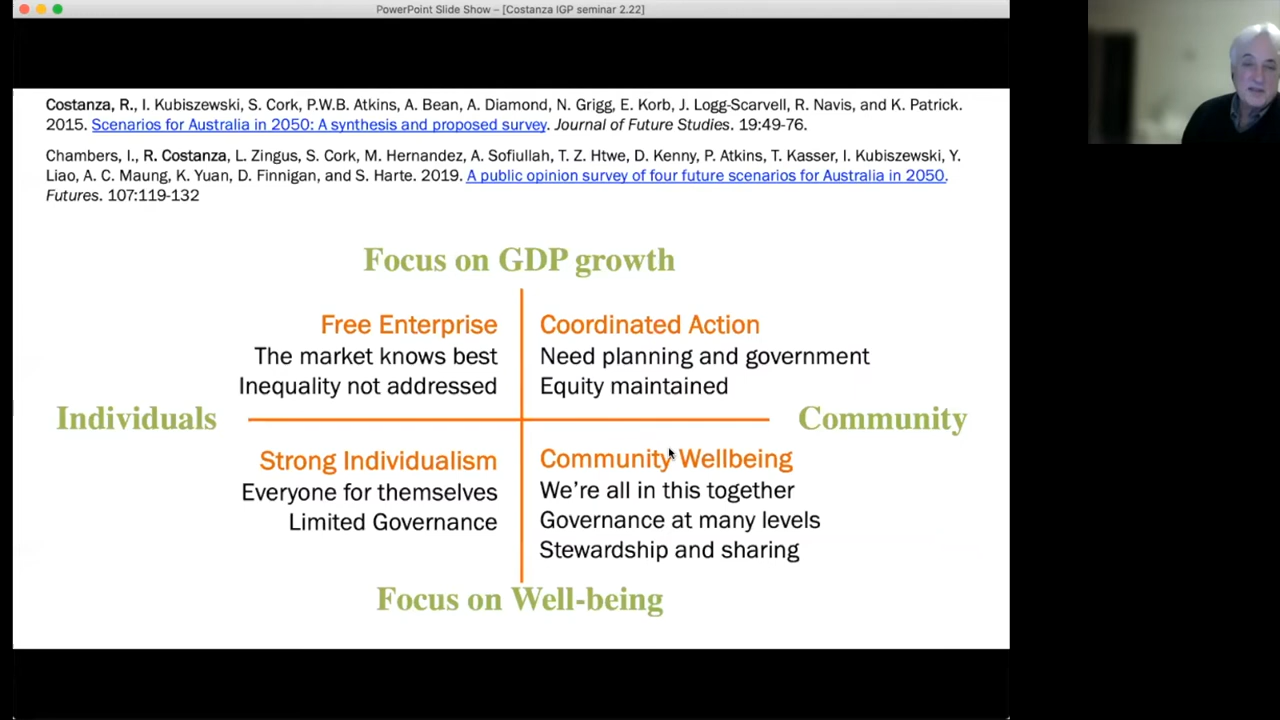 PowerPoint Slide Show – [Costanza IGP seminar 2.22]
Costanza, R., I. Kubiszewski, S. Cork, P.W.B. Atkins, A. Bean, A. Diamond, N. Grigg, E. Korb, J. Logg-Scarvell, R. Navis, and K. Patrick.
2015. Scenarios for Australia in 2050: A synthesis and proposed survey. Journal of Future Studies. 19:49-76.
Chambers, I., R. Costanza, L. Zingus, S. Cork, M. Hernandez, A. Sofiullah, T. Z. Htwe, D. Kenny, P. Atkins, T. Kasser, I. Kubiszewski, Y.
Liao, A. C. Maung, K. Yuan, D. Finnigan, and S. Harte. 2019. A public opinion survey of four future scenarios for Australia in 2050.
Futures. 107:119-132
Focus on GDP growth
Free Enterprise
The market knows best
Inequality not addressed
Coordinated Action
Need planning and government
Equity maintained
Individuals
Community
Strong Individualism
Everyone for themselves
Limited Governance
Community Wellbeing
We're all in this together
Governance at many levels
Stewardship and sharing
Focus on Well-being